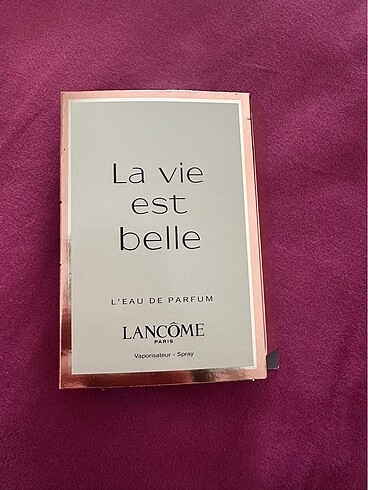 La vie
est
belle
L'EAU DE PARFUM
LANCÔME
PARIS
Vaporisateur - Spray